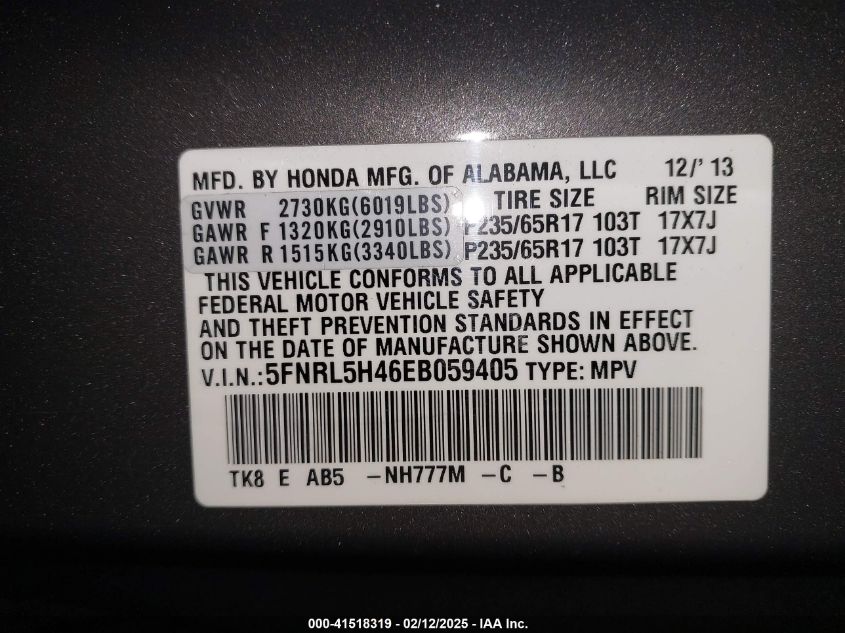 MFD. BY HONDA MFG. OF ALABAMA, LLC 12/'13
TIRE SIZE RIM SIZE
GVWR 2730KG(6019LBS)
GAWR F 1320KG(2910LBS) P235/65R17 103T 17X7J
GAWR R 1515KG(3340LBS) P235/65R17 103T 17X7J
THIS VEHICLE CONFORMS TO ALL APPLICABLE
FEDERAL MOTOR VEHICLE SAFETY
AND THEFT PREVENTION STANDARDS IN EFFECT
ON THE DATE OF MANUFACTURE SHOWN ABOVE.
V.I.N.:5FNRL5H46EB059405 TYPE: MPV
TK8 E AB5 -NH777M -C -B
000-41518319 - 02/12/2025 - IAA Inc.